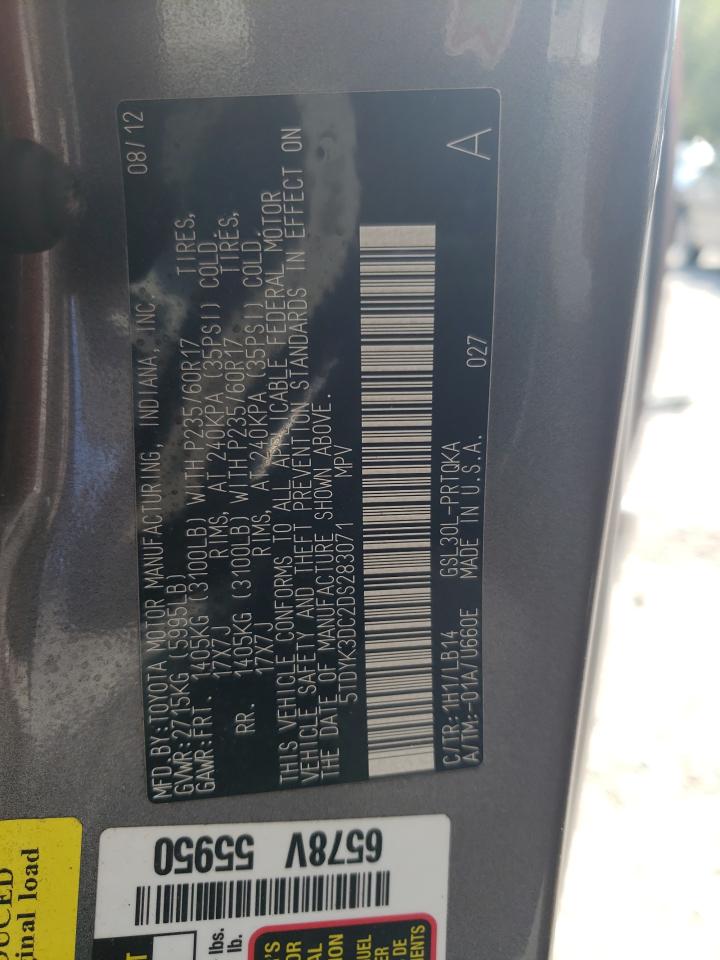 MFD.BY:TOYOTA MOTOR MANUFACTURING, INDIANA, INC. 08/12
GVWR:2715KG (5995LB)
GAWR:FRT 1405KG (3100LB) WITH P235/60R17 TIRES,
17X7J RIMS, AT 240KPA (35PSI) COLD.
RR. 1405KG (3100LB) WITH P235/60R17 TIRES,
17X7J RIMS, AT 240KPA (35PSI) COLD.
THIS VEHICLE CONFORMS TO ALL APPLICABLE FEDERAL MOTOR
VEHICLE SAFETY AND THEFT PREVENTION STANDARDS IN EFFECT ON
THE DATE OF MANUFACTURE SHOWN ABOVE.
5TDYK3DC2DS283071 MPV
C/TR:1H1/LB14 GSL30L-PRTQKA 027 A
A/TM:-01A/U660E MADE IN U.S.A.
6578V 55950
inal load
lbs.
lb.